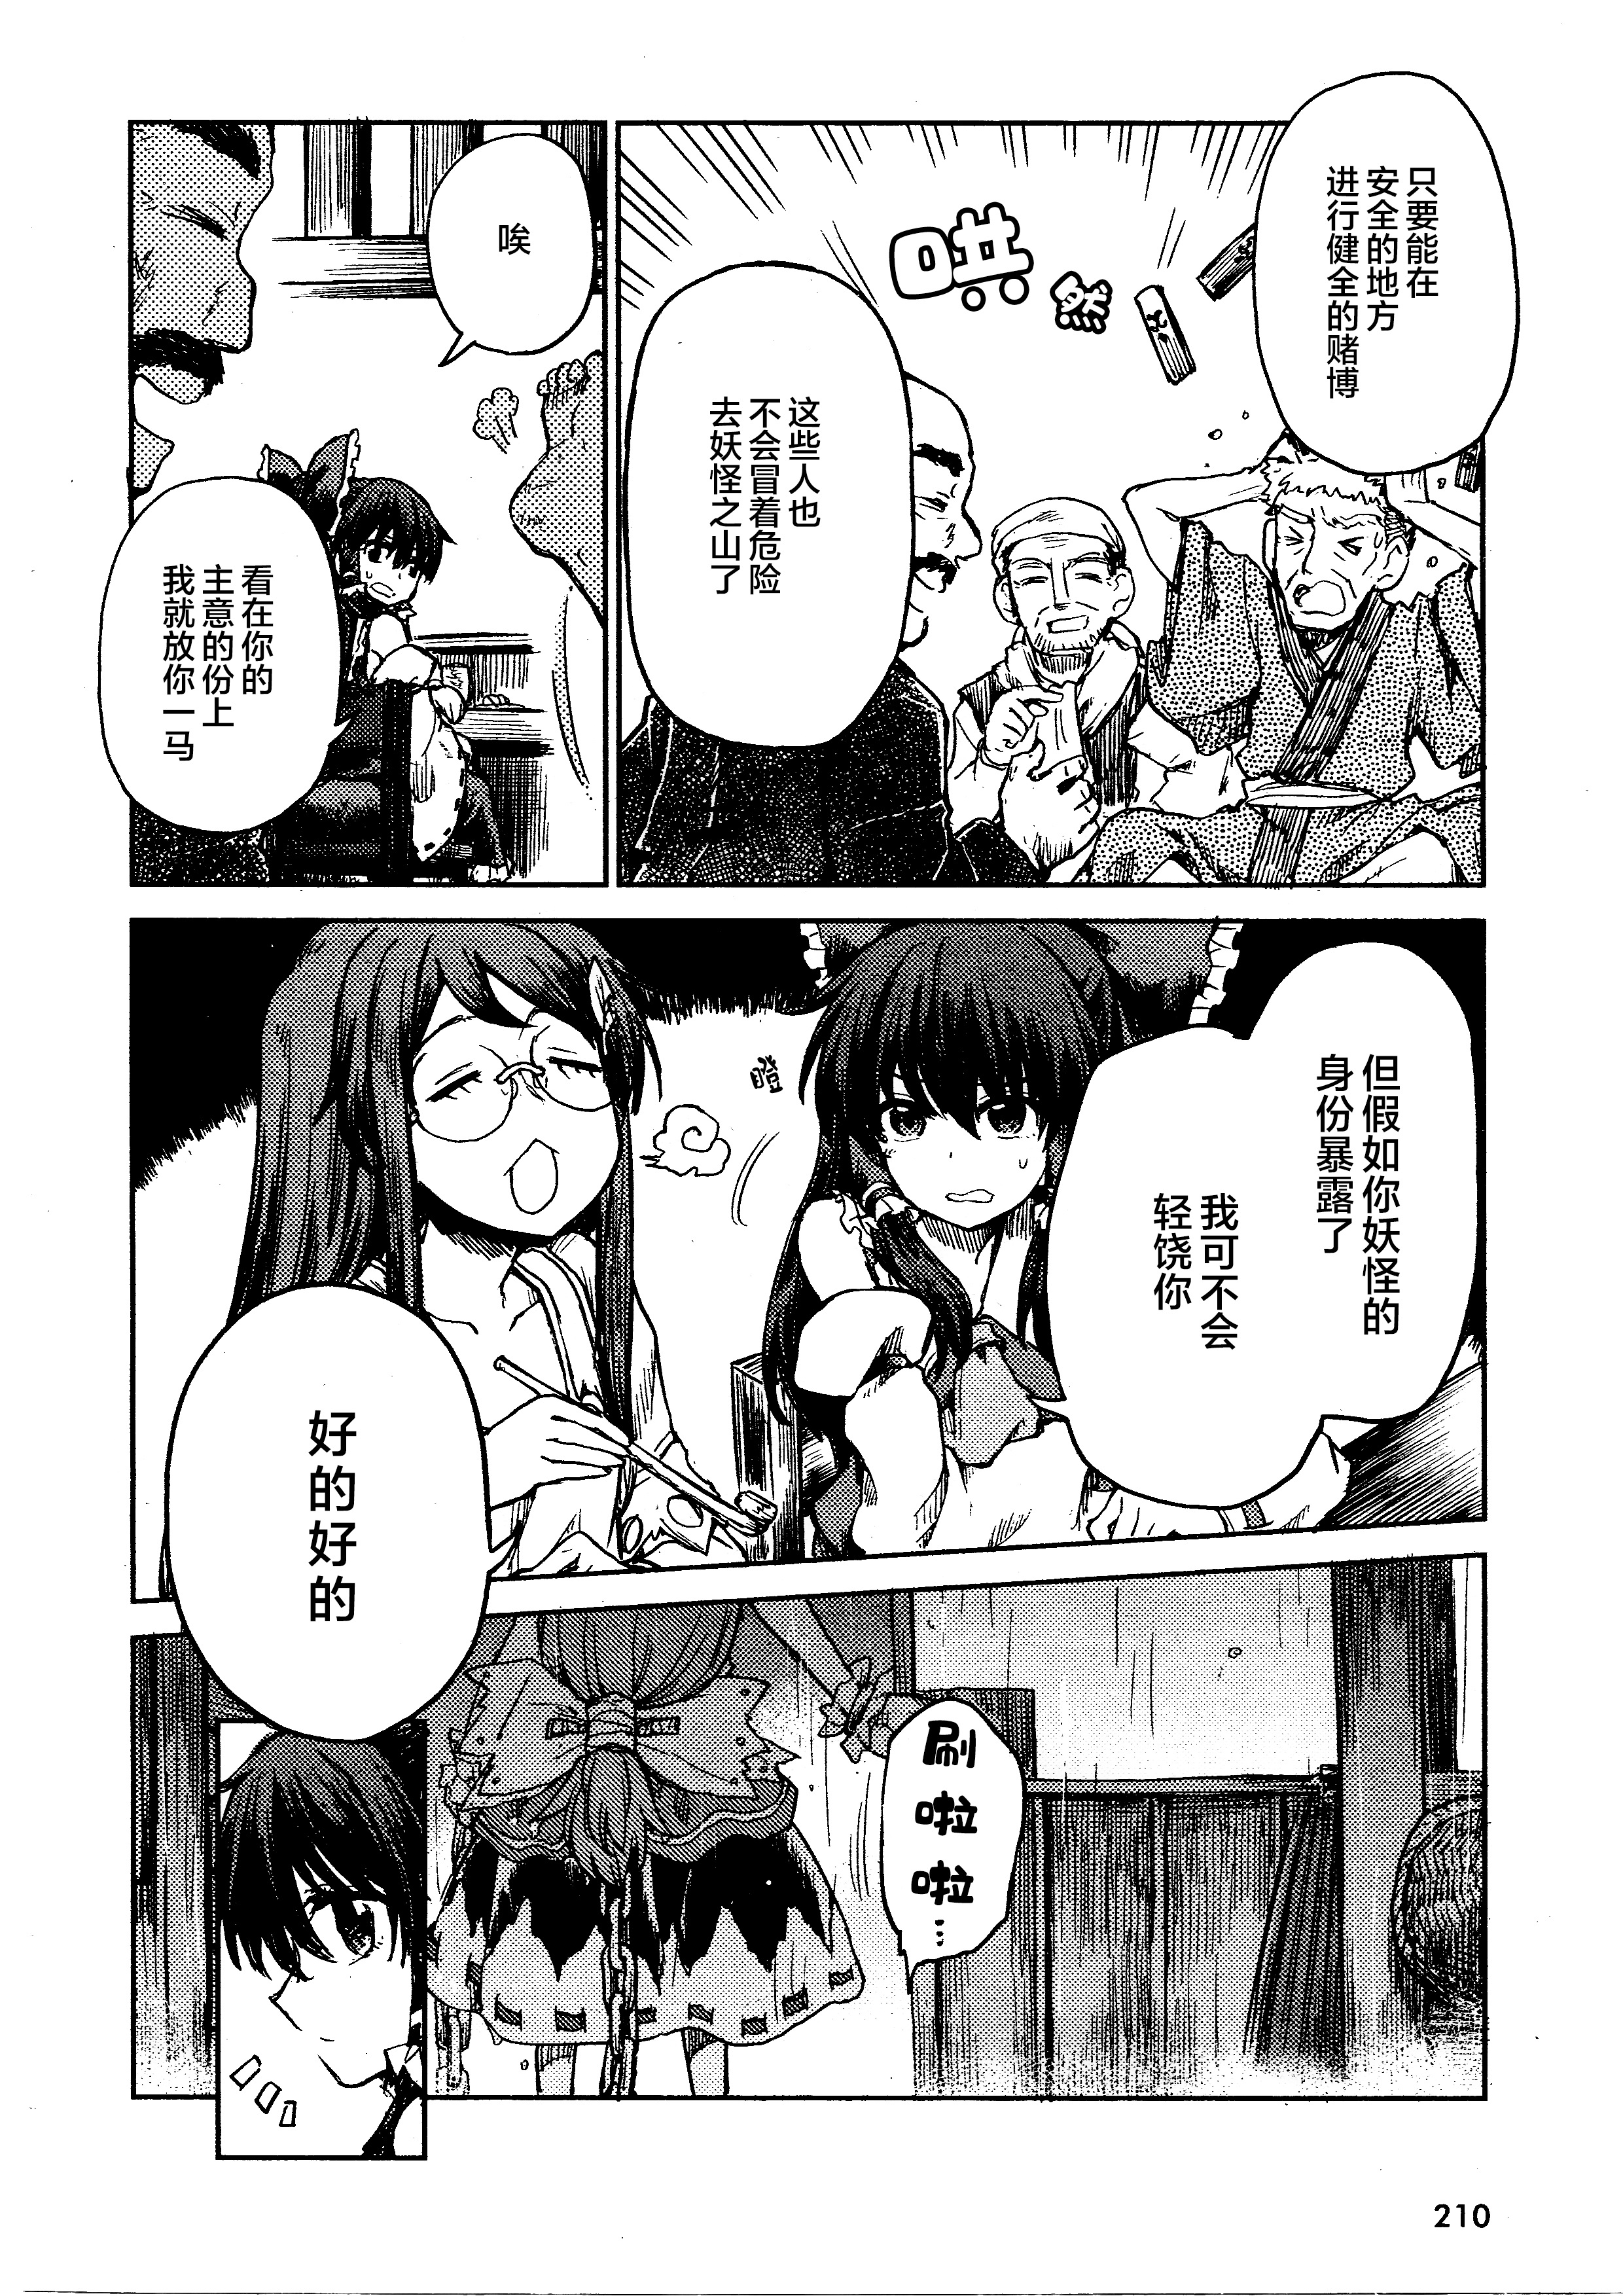 只要能在
安全的地方
进行健全的赌博
哄然
这些人也
不会冒着危险
去妖怪之山了
唉
看在你的
主意的份上
我就放你一马
但假如你妖怪的
身份暴露了
我可不会
轻饶你
瞪
好的好的
刷啦啦…
210